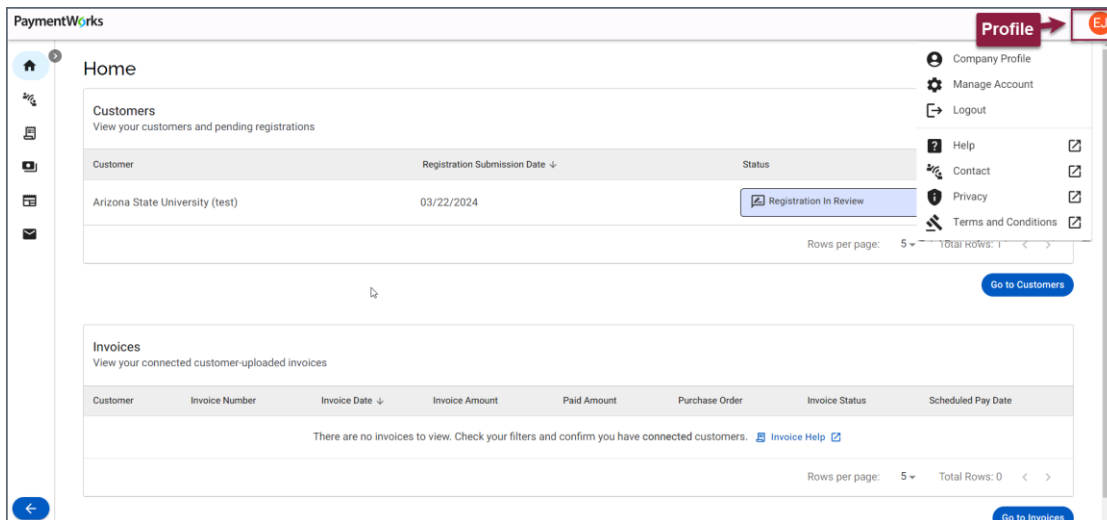 PaymentWorks
Profile
EJ
Company Profile
Manage Account
Logout
Help
Contact
Privacy
Terms and Conditions
Home
Customers
View your customers and pending registrations
Customer Registration Submission Date Status
Arizona State University (test) 03/22/2024 Registration In Review
Rows per page: 5 Total Rows: 1
Go to Customers
Invoices
View your connected customer-uploaded invoices
Customer Invoice Number Invoice Date Invoice Amount Paid Amount Purchase Order Invoice Status Scheduled Pay Date
There are no invoices to view. Check your filters and confirm you have connected customers. Invoice Help
Rows per page: 5 Total Rows: 0
Go to Invoices